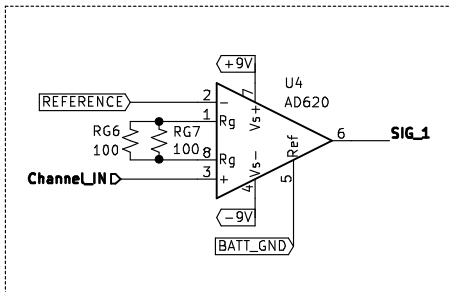 +9V
U4
AD620
7
Vs+
REFERENCE
2
-
1
Rg
RG6
100
RG7
100
6
SIG_1
Ref
8
Rg
Channel_IN
3
+
Vs-
4
5
-9V
BATT_GND